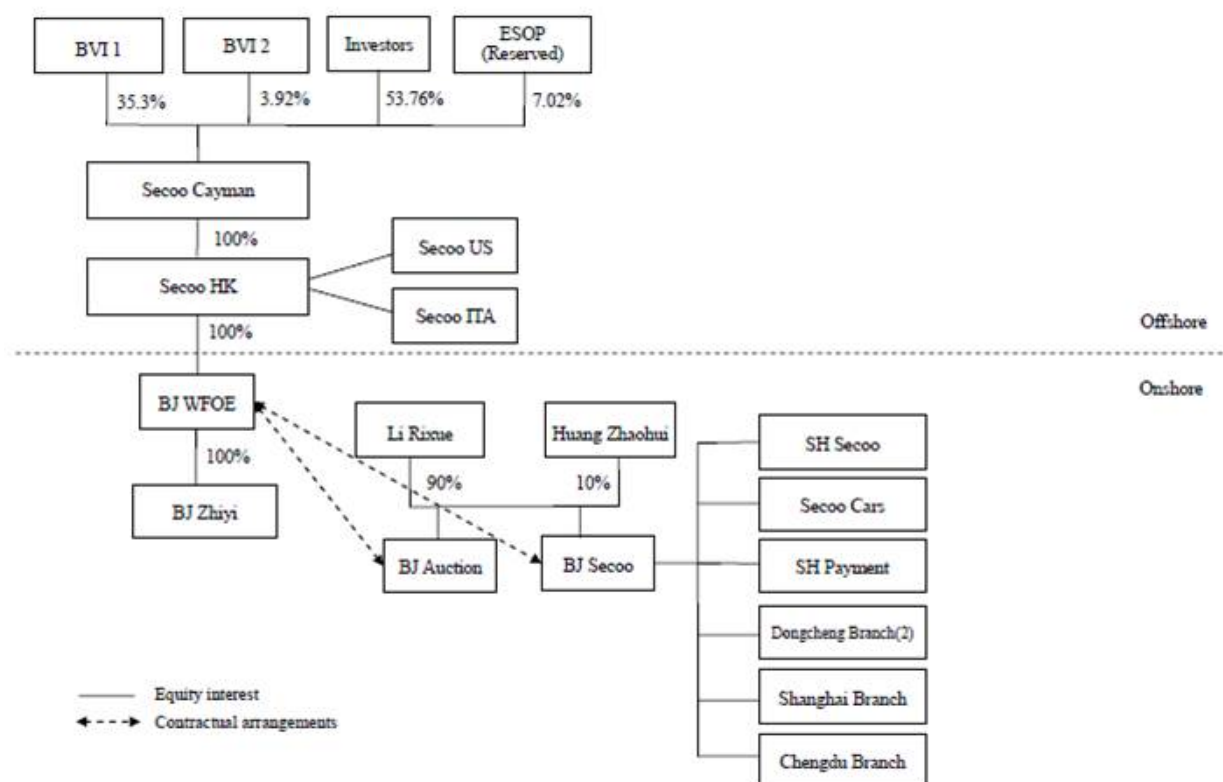 BVI 1
BVI 2
Investors
ESOP
(Reserved)
35.3%
3.92%
53.76%
7.02%
Secoo Cayman
100%
Secoo US
Secoo HK
Secoo ITA
100%
Offshore
Onshore
BJ WFOE
Li Rixue
Huang Zhaohui
SH Secoo
100%
90%
10%
BJ Zhiyi
Secoo Cars
BJ Auction
BJ Secoo
SH Payment
Dongcheng Branch(2)
Equity interest
Shanghai Branch
Contractual arrangements
Chengdu Branch